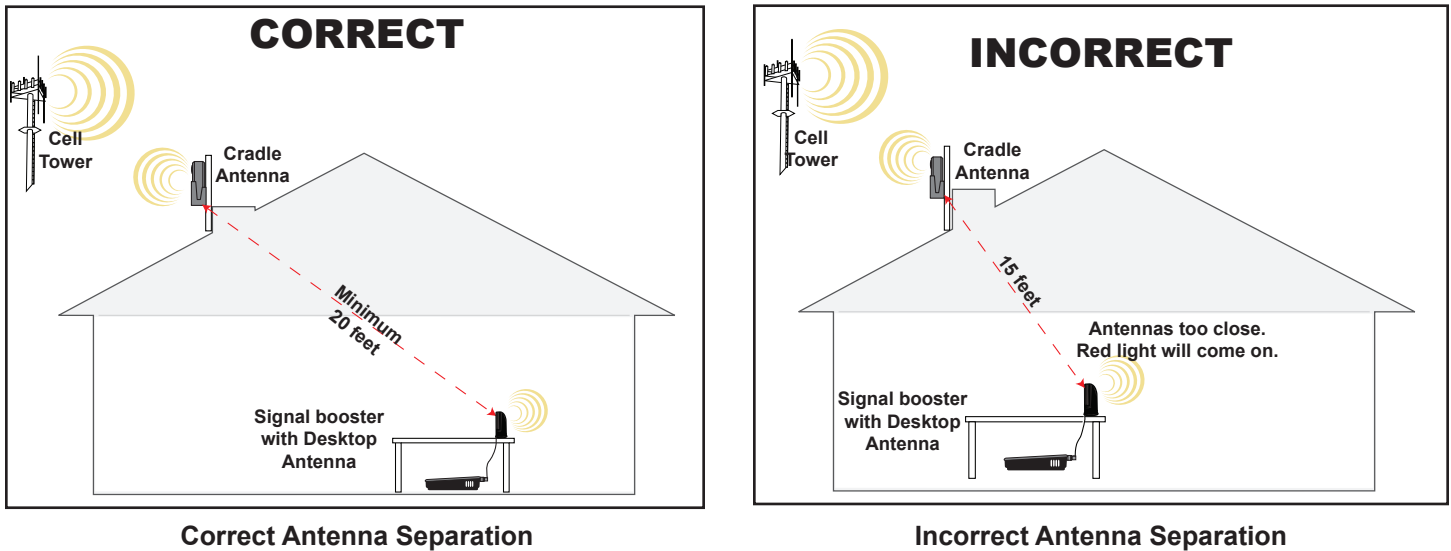 CORRECT
Cell
Tower
Cradle
Antenna
Minimum
20 feet
Signal booster
with Desktop
Antenna
Correct Antenna Separation
INCORRECT
Cell
Tower
Cradle
Antenna
15 feet
Antennas too close.
Red light will come on.
Signal booster
with Desktop
Antenna
Incorrect Antenna Separation